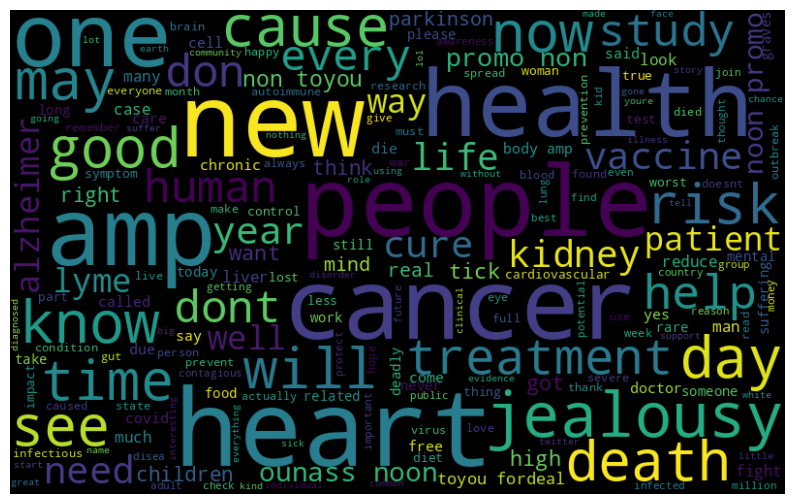 one
cause
now
study
parkinson
brain
please
lot
earth
cell
many
everyone
happy
community
every
promo non
said
made
face
awareness
lol
spread
woman
look
true
kid
join
story
graves
may
don
non toyou
month
autoimmune
research
youre
gone
died
chance
noon promo
new
health
way
give
must
prevention
test
thought
outbreak
going
long
case
care
remember
suffer
nothing
war
good
symptom
chronic
always
think
die
body amp
life
blood
found
vaccine
illness
doesnt
even
alzheimer
right
human
people
role
using
without
lung
find
worst
tell
risk
amp
year
make
control
want
still
cure
best
kidney
patient
lyme
live
today
liver
lost
mind
real
tick
cardiovascular
reduce
mental
country
group
suffering
money
diagnosed
part
called
getting
disorder
dont
less
work
future
cancer
clinical
eye
full
potential
use
yes
rare
man
reason
help
read
know
well
say
due
big
person
prevent
protect
hope
week
support
take
condition
gut
contagious
will
deadly
come
never
thing
public
treatment
evidence
got
thank
severe
doctor
someone
day
time
impact
caused
state
covid
food
actually
related
important
heart
jealousy
see
much
interesting
everything
sick
virus
free
love
twitter
white
infectious
start
name
disea
need
children
ounass noon
diet
high
death
little
fight
great
adult
check
kind
individual
common
toyou fordeal
infected
million